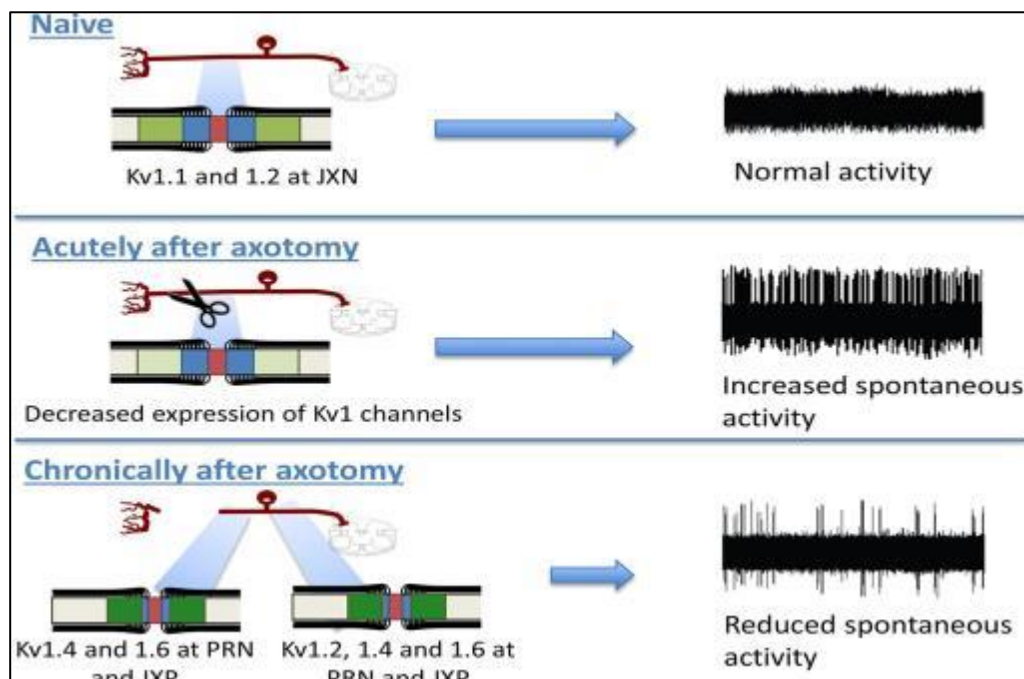 Naive
Kv1.1 and 1.2 at JXN
Normal activity
Acutely after axotomy
Decreased expression of Kv1 channels
Increased spontaneous
activity
Chronically after axotomy
Kv1.4 and 1.6 at PRN
and JXP
Kv1.2, 1.4 and 1.6 at
PRN and JXP
Reduced spontaneous
activity